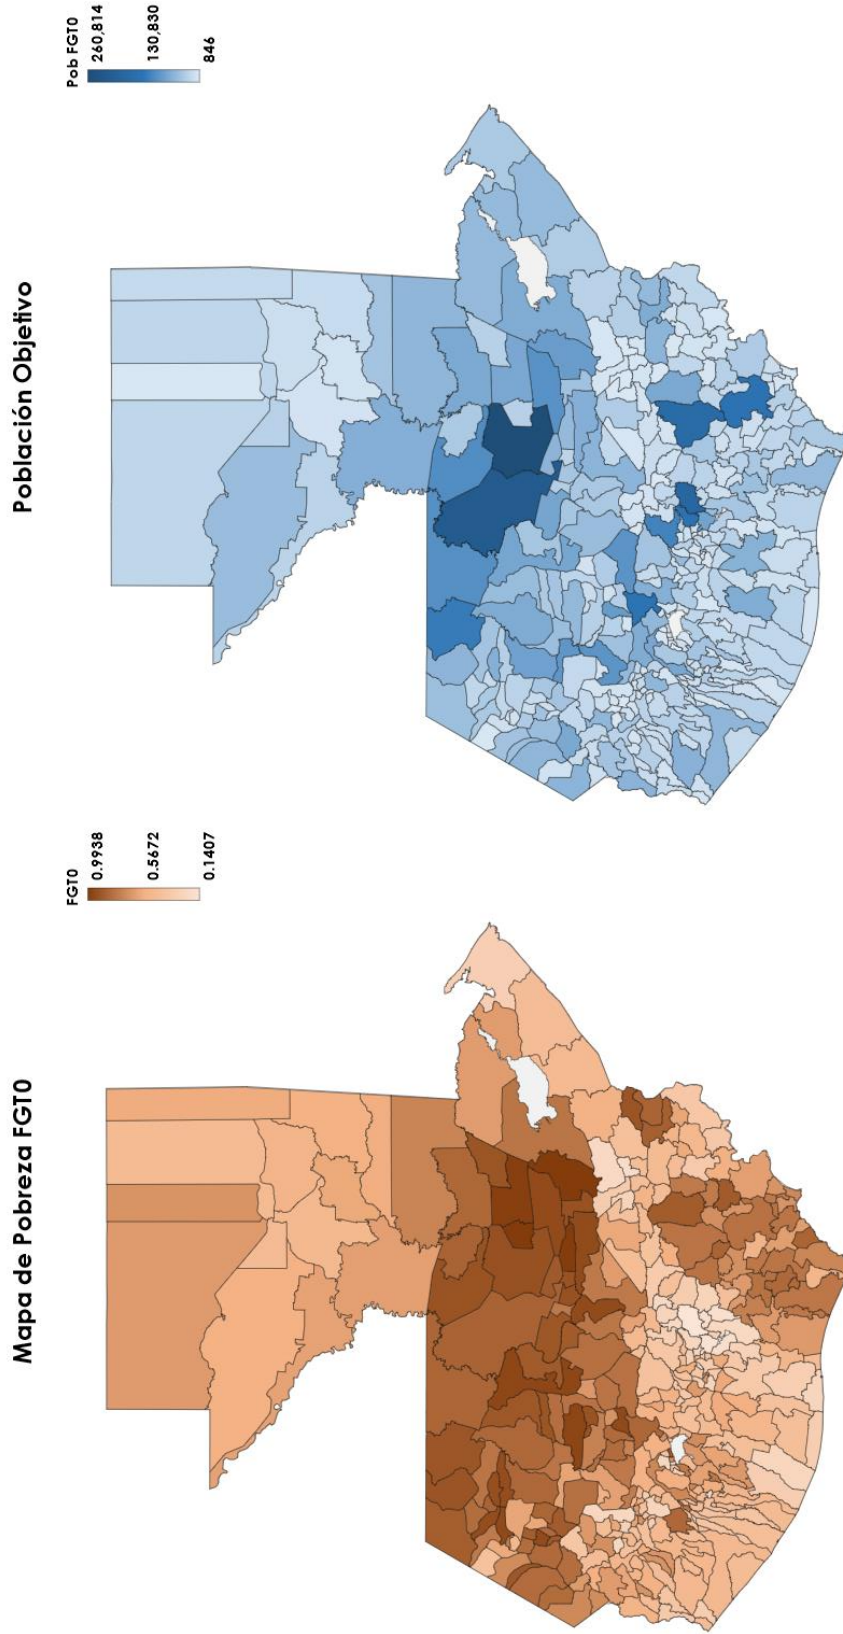 Mapa de Pobreza FGT0
FGT0
0.9938
0.5672
0.1407
Población Objetivo
Pob FGT0
260,814
130,830
846